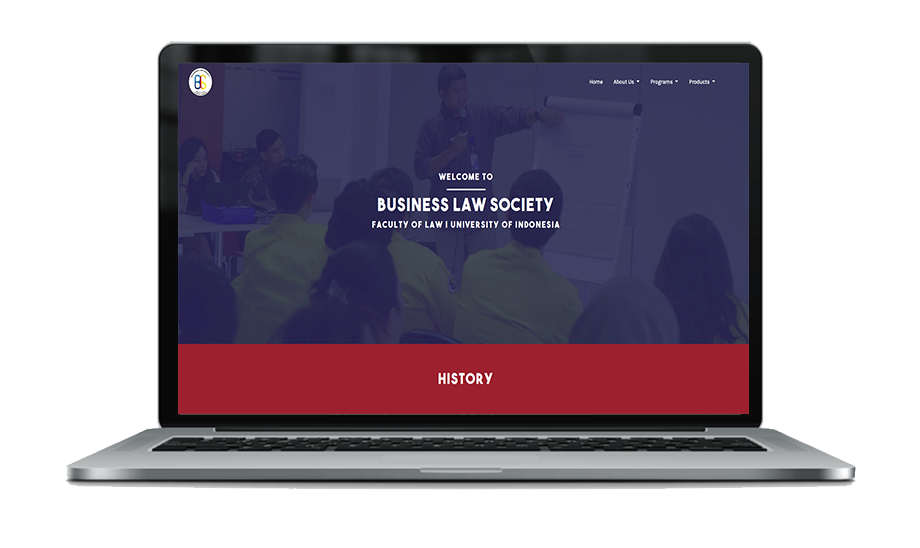 Home About Us Programs Products
WELCOME TO
BUSINESS LAW SOCIETY
FACULTY OF LAW | UNIVERSITY OF INDONESIA
HISTORY